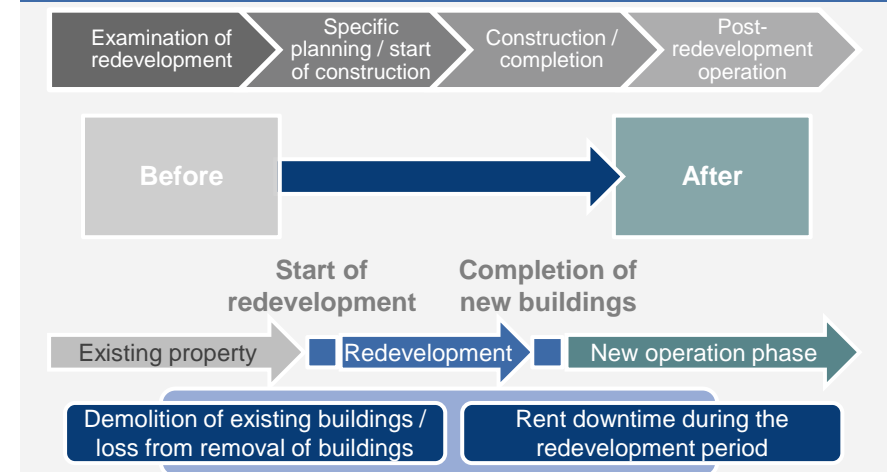 Examination of
redevelopment
Specific
planning / start
of construction
Construction /
completion
Post-
redevelopment
operation
Before
After
Start of
redevelopment
Completion of
new buildings
Existing property
Redevelopment
New operation phase
Demolition of existing buildings /
loss from removal of buildings
Rent downtime during the
redevelopment period